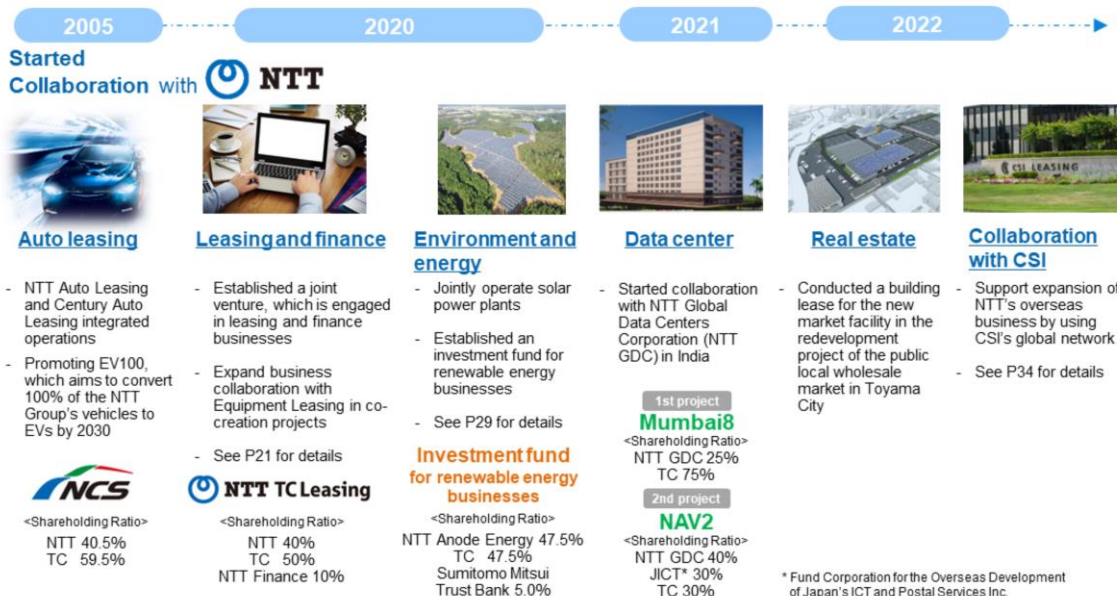 2005
2020
2021
2022
Started
Collaboration with NTT
Auto leasing
- NTT Auto Leasing
and Century Auto
Leasing integrated
operations
- Promoting EV100,
which aims to convert
100% of the NTT
Group's vehicles to
EVs by 2030
NCS
<Shareholding Ratio>
NTT 40.5%
TC 59.5%
Leasing and finance
- Established a joint
venture, which is engaged
in leasing and finance
businesses
- Expand business
collaboration with
Equipment Leasing in co-
creation projects
- See P21 for details
NTT TC Leasing
<Shareholding Ratio>
NTT 40%
TC 50%
NTT Finance 10%
Environment and
energy
- Jointly operate solar
power plants
- Established an
investment fund for
renewable energy
businesses
- See P29 for details
Investment fund
for renewable energy
businesses
<Shareholding Ratio>
NTT Anode Energy 47.5%
TC 47.5%
Sumitomo Mitsui
Trust Bank 5.0%
Data center
- Started collaboration
with NTT Global
Data Centers
Corporation (NTT
GDC) in India
1st project
Mumbai8
<Shareholding Ratio>
NTT GDC 25%
TC 75%
2nd project
NAV2
<Shareholding Ratio>
NTT GDC 40%
JICT* 30%
TC 30%
Real estate
- Conducted a building
lease for the new
market facility in the
redevelopment
project of the public
local wholesale
market in Toyama
City
CSI LEASING
Collaboration
with CSI
- Support expansion of
NTT's overseas
business by using
CSI's global network
- See P34 for details
* Fund Corporation for the Overseas Development
of Japan's ICT and Postal Services Inc.